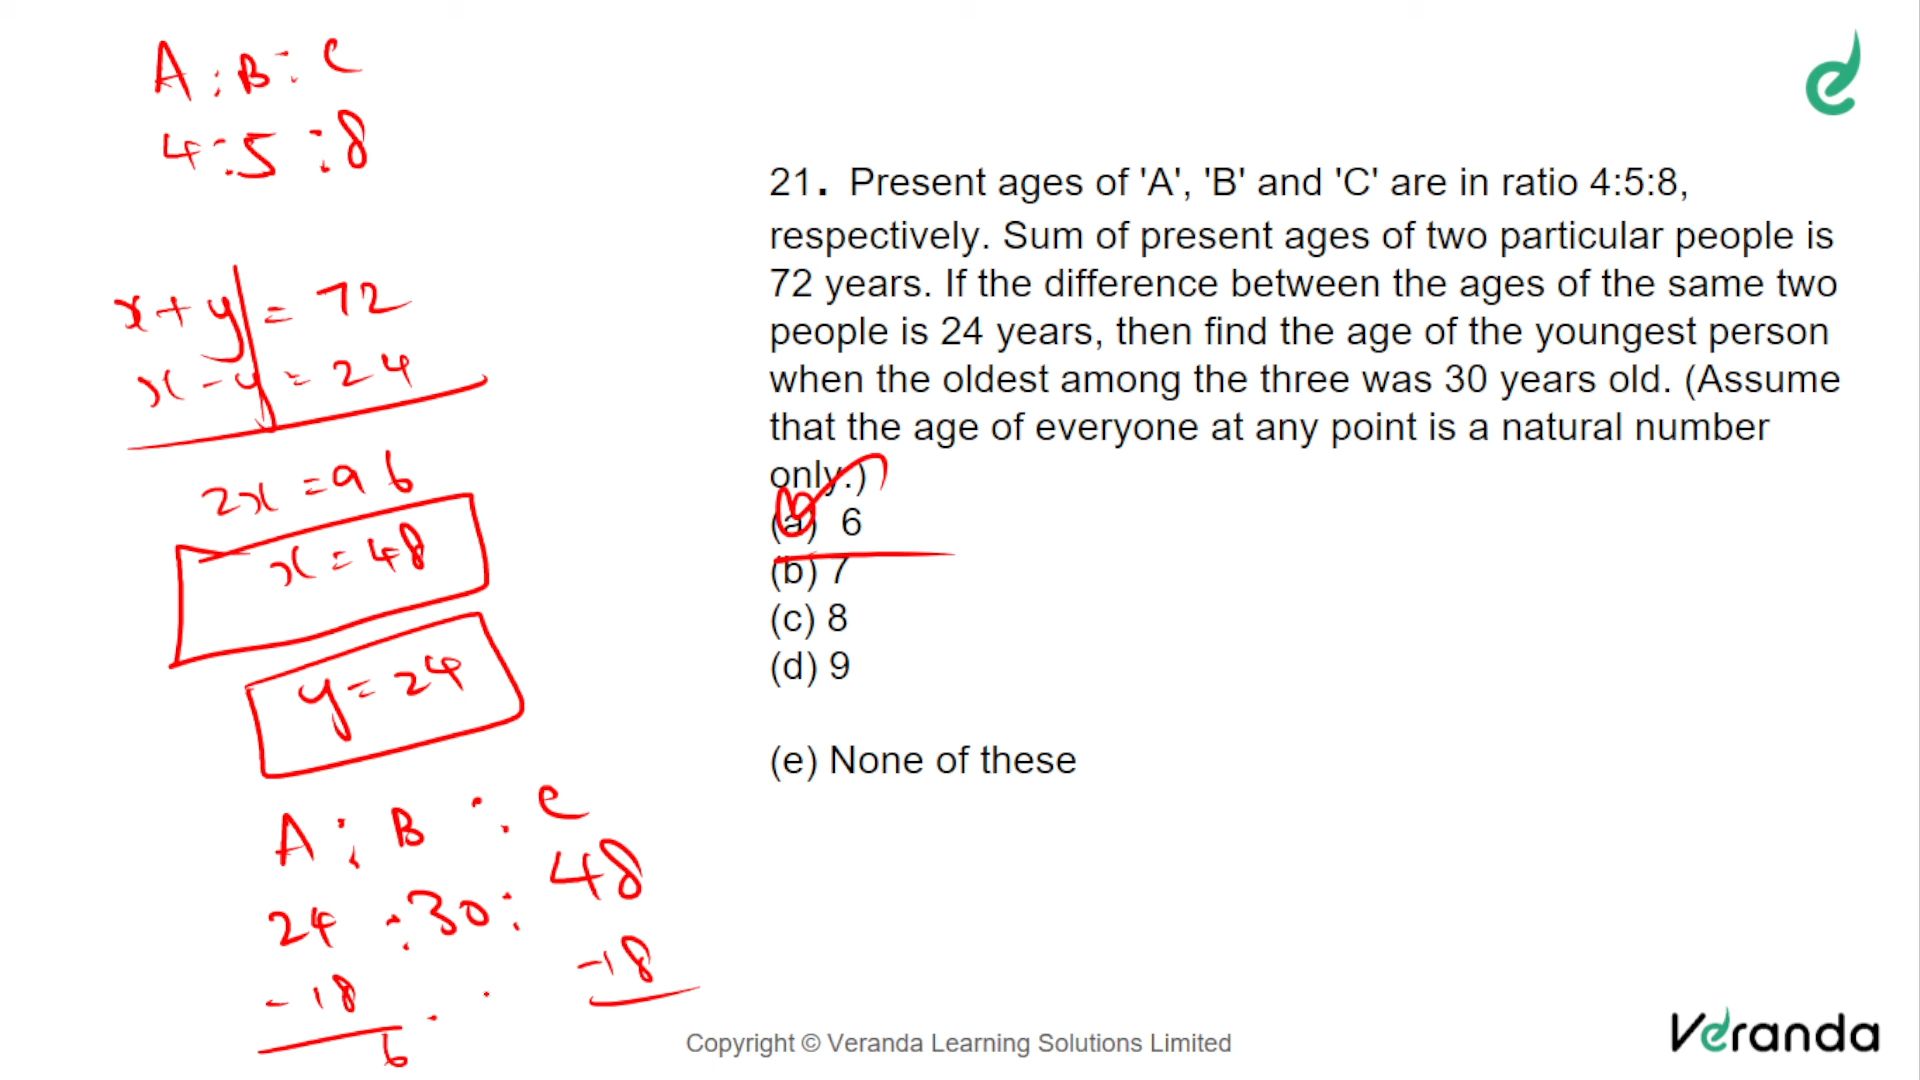 A : B : C
4 : 5 : 8
x + y = 72
x - y = 24
2x = 96
x = 48
y = 24
A : B : C
24 : 30 : 48
- 18 -18
6
21. Present ages of 'A', 'B' and 'C' are in ratio 4:5:8,
respectively. Sum of present ages of two particular people is
72 years. If the difference between the ages of the same two
people is 24 years, then find the age of the youngest person
when the oldest among the three was 30 years old. (Assume
that the age of everyone at any point is a natural number
only.)
(a) 6
(b) 7
(c) 8
(d) 9
(e) None of these
Copyright © Veranda Learning Solutions Limited
Veranda